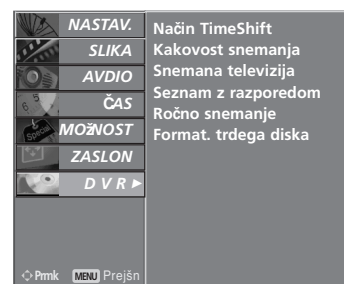 NASTAV.
SLIKA
AVDIO
ČAS
MOŽNOST
ZASLON
D V R ►
Način TimeShift
Kakovost snemanja
Snemana televizija
Seznam z razporedom
Ročno snemanje
Format. trdega diska
Prmk MENU Prejšn